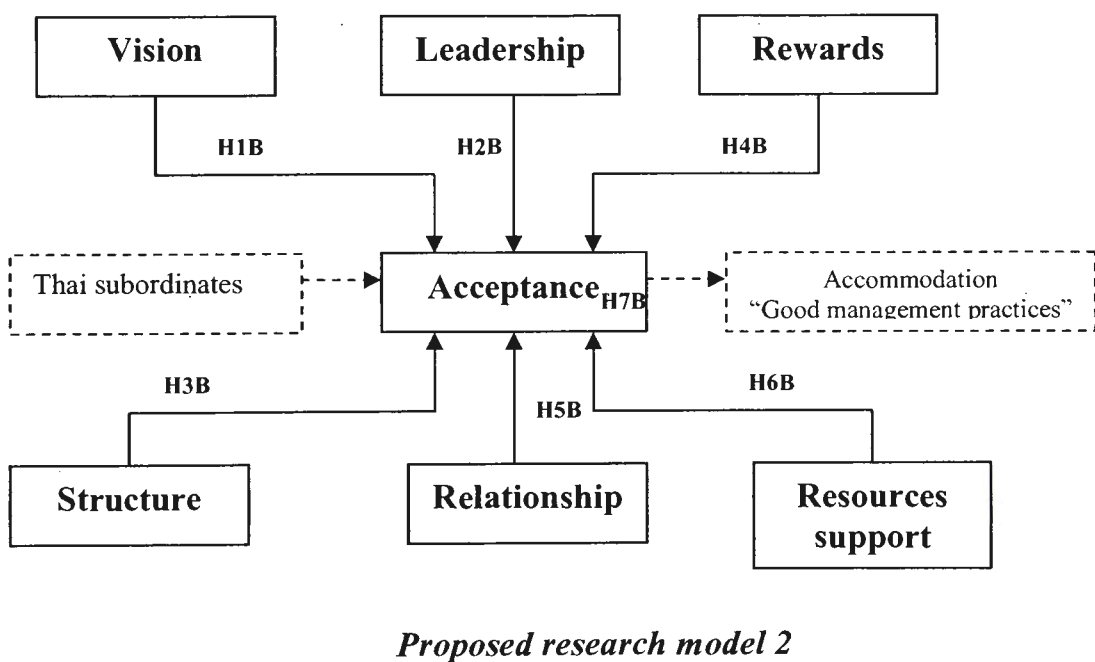 Vision
Leadership
Rewards
H1B
H2B
H4B
Thai subordinates
Acceptance H7B
Accommodation
“Good management practices”
H3B
H5B
H6B
Structure
Relationship
Resources
support
Proposed research model 2